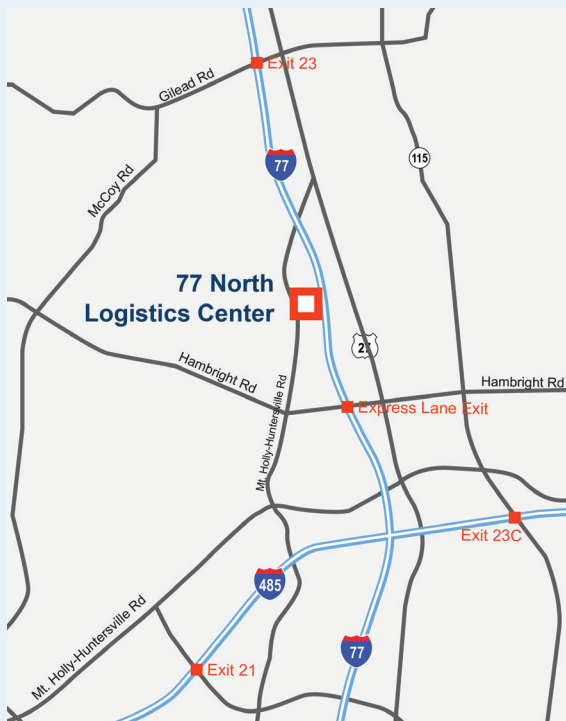 Exit 23
Gilead Rd
77
115
McCoy Rd
77 North
Logistics Center
Hambright Rd
Mt. Holly-Huntersville Rd
Hambright Rd
Express Lane Exit
Exit 23C
485
Mt. Holly-Huntersville Rd
77
Exit 21